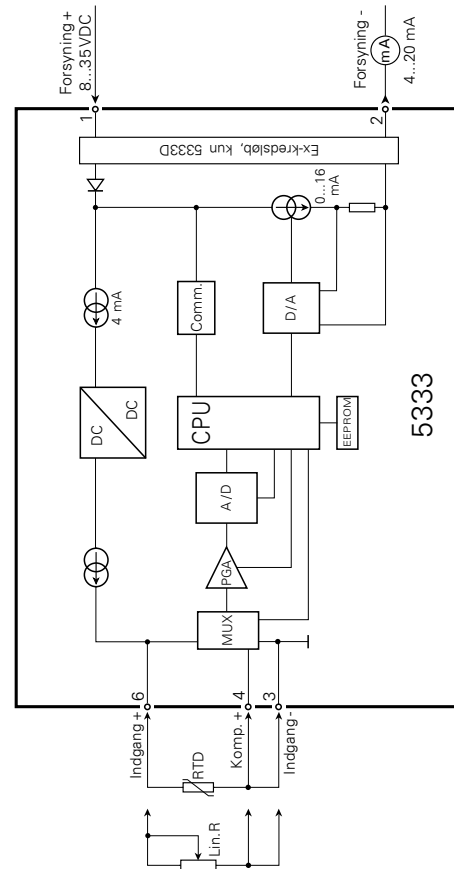 Forsyning +
8...35VDC
1
Forsyning -
mA
4...20 mA
2
Ex-kredsløb, kun 5333D
0...16
mA
4 mA
Comm.
D/A
DC
DC
CPU
EEPROM
A/D
PGA
MUX
5333
6
4
3
Indgang +
Komp. +
Indgang -
RTD
Lin. R